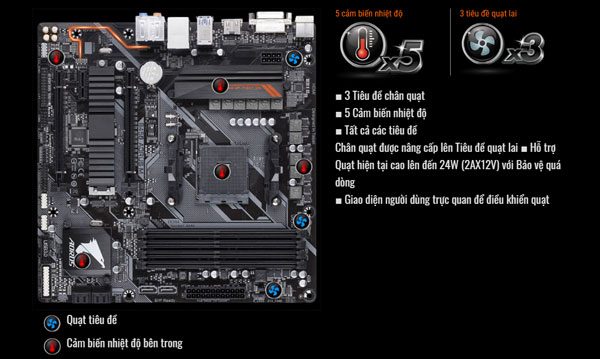 5 cảm biến nhiệt độ
3 tiêu đề quạt lai
x5
x3
■ 3 Tiêu đề chân quạt
■ 5 Cảm biến nhiệt độ
■ Tất cả các tiêu đề
Chân quạt được nâng cấp lên Tiêu đề quạt lai ■ Hỗ trợ
Quạt hiện tại cao lên đến 24W (2AX12V) với Bảo vệ quá
dòng
■ Giao diện người dùng trực quan để điều khiển quạt
AORUS
Quạt tiêu đề
Cảm biến nhiệt độ bên trong